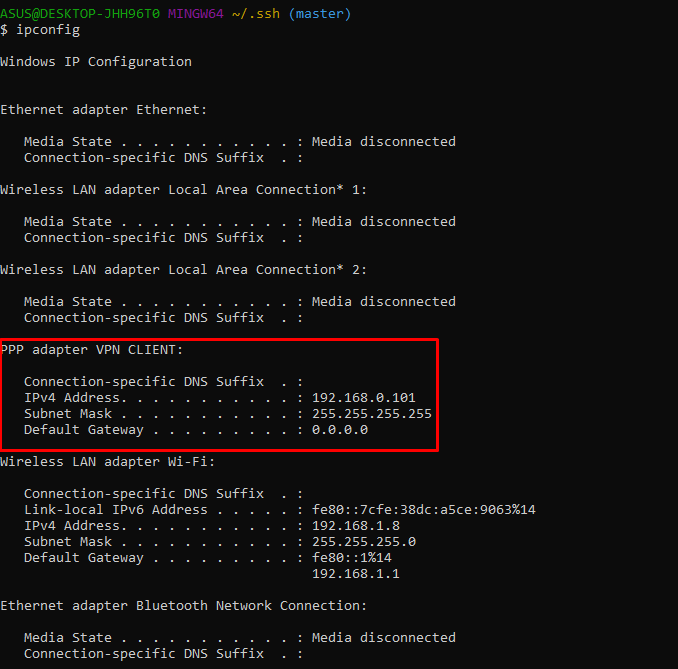 ASUS@DESKTOP-JHH96T0 MINGW64 ~/.ssh (master)
$ ipconfig
Windows IP Configuration
Ethernet adapter Ethernet:
Media State . . . . . . . . . . . : Media disconnected
Connection-specific DNS Suffix  . :
Wireless LAN adapter Local Area Connection* 1:
Media State . . . . . . . . . . . : Media disconnected
Connection-specific DNS Suffix  . :
Wireless LAN adapter Local Area Connection* 2:
Media State . . . . . . . . . . . : Media disconnected
Connection-specific DNS Suffix  . :
PPP adapter VPN CLIENT:
Connection-specific DNS Suffix  . :
IPv4 Address. . . . . . . . . . . : 192.168.0.101
Subnet Mask . . . . . . . . . . . : 255.255.255.255
Default Gateway . . . . . . . . . : 0.0.0.0
Wireless LAN adapter Wi-Fi:
Connection-specific DNS Suffix  . :
Link-local IPv6 Address . . . . . : fe80::7cfe:38dc:a5ce:9063%14
IPv4 Address. . . . . . . . . . . : 192.168.1.8
Subnet Mask . . . . . . . . . . . : 255.255.255.0
Default Gateway . . . . . . . . . : fe80::1%14
192.168.1.1
Ethernet adapter Bluetooth Network Connection:
Media State . . . . . . . . . . . : Media disconnected
Connection-specific DNS Suffix  . :